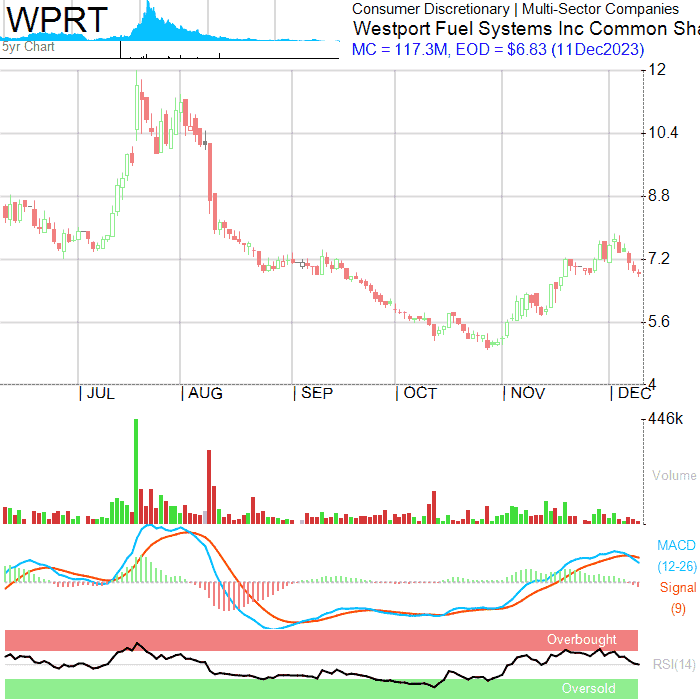 WPRT
5yr Chart
Consumer Discretionary | Multi-Sector Companies
Westport Fuel Systems Inc Common Sha
MC = 117.3M, EOD = $6.83 (11Dec2023)
12
10.4
8.8
7.2
5.6
4
JUL AUG SEP OCT NOV DEC
446k
Volume
MACD
(12-26)
Signal
(9)
Overbought
RSI(14)
Oversold